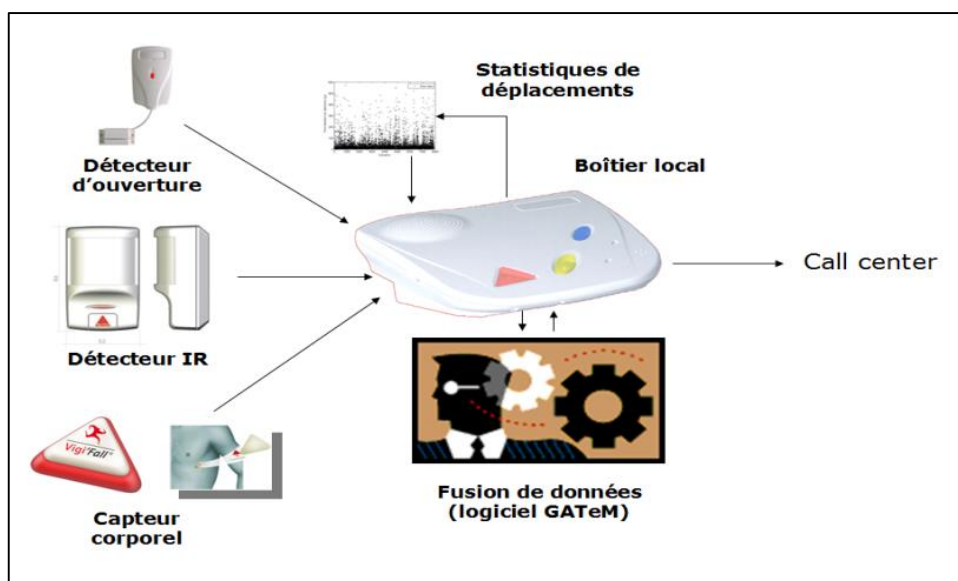 Statistiques de
déplacements
Détecteur
d'ouverture
Boîtier local
Call center
Détecteur IR
Vigi'Fall
Capteur
corporel
Fusion de données
(logiciel GATeM)